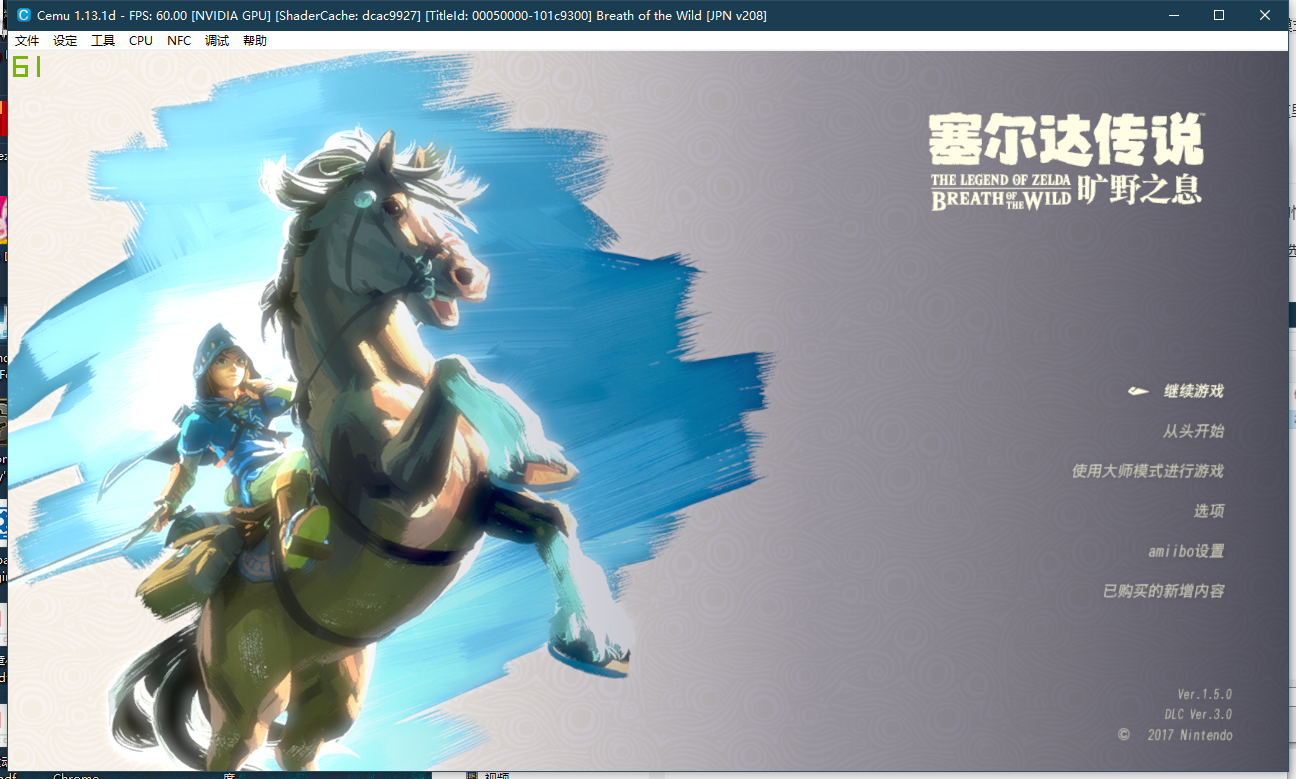 Cemu 1.13.1d - FPS: 60.00 [NVIDIA GPU] [ShaderCache: dcac9927] [TitleId: 00050000-101c9300] Breath of the Wild [JPN v208]
文件 设定 工具 CPU NFC 调试 帮助
61
塞尔达传说
THE LEGEND OF ZELDA
BREATH OF THE WILD 旷野之息
继续游戏
从头开始
使用大师模式进行游戏
选项
amiibo设置
已购买的新增内容
Ver.1.5.0
DLC Ver.3.0
© 2017 Nintendo
Chrome
视频